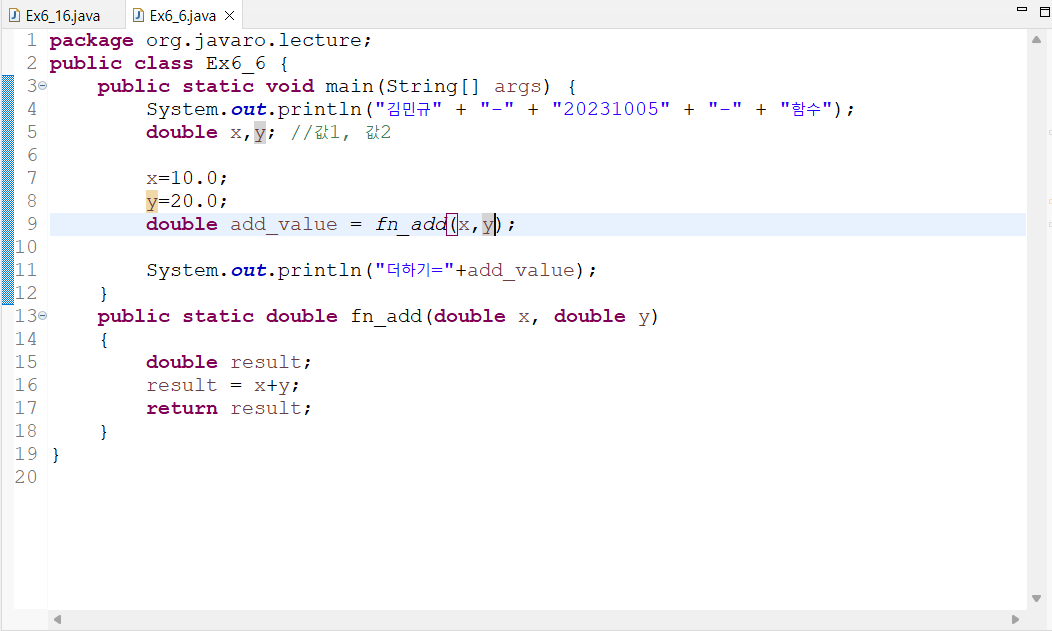 Ex6_16.java Ex6_6.java
1 package org.javaro.lecture;
2 public class Ex6_6 {
3 public static void main(String[] args) {
4 System.out.println("김민규" + "-" + "20231005" + "-" + "함수");
5 double x,y; //값1, 값2
6
7 x=10.0;
8 y=20.0;
9 double add_value = fn_add(x,y);
10
11 System.out.println("더하기="+add_value);
12 }
13 public static double fn_add(double x, double y)
14 {
15 double result;
16 result = x+y;
17 return result;
18 }
19 }
20